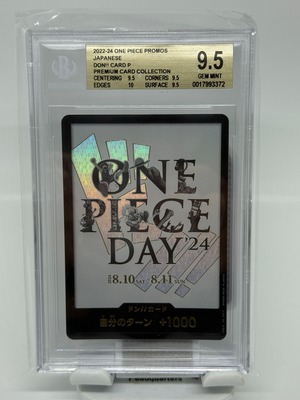 2022-24 ONE PIECE PROMOS
JAPANESE
DON!! CARD P
PREMIUM CARD COLLECTION
CENTERING 9.5 CORNERS 9.5
EDGES 10 SURFACE 9.5
9.5
GEM MINT
0017993372
ONE
PIECE
DAY'24
8.10 SAT 8.11 SUN
ドン!!カード
自分のターン +1000